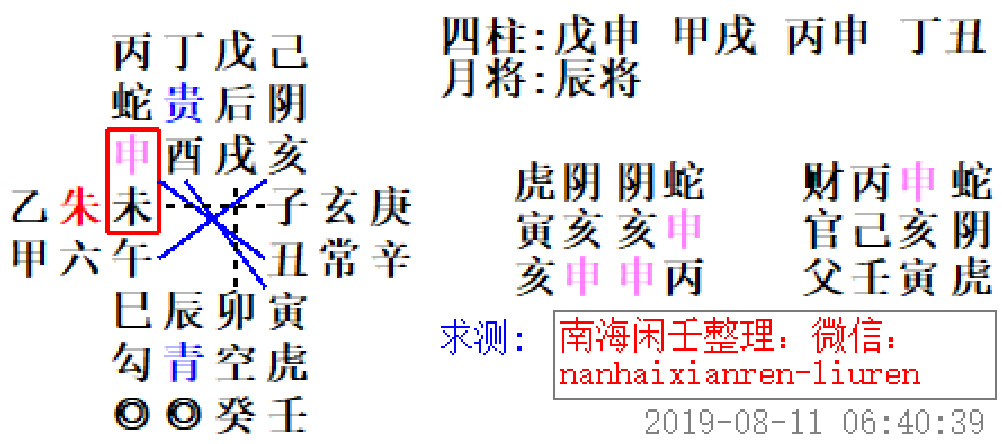 丙丁戊己
蛇贵后阴
申酉戌亥
乙朱未 子玄庚
甲六午 丑常辛
巳辰卯寅
勾青空虎
◎◎癸壬
四柱:戊申 甲戌 丙申 丁丑
月将:辰将
虎阴阴蛇 财丙申蛇
寅亥亥申 官己亥阴
亥申申丙 父壬寅虎
求测: 南海闲壬整理: 微信:
nanhaixianren-liuren
2019-08-11 06:40:39